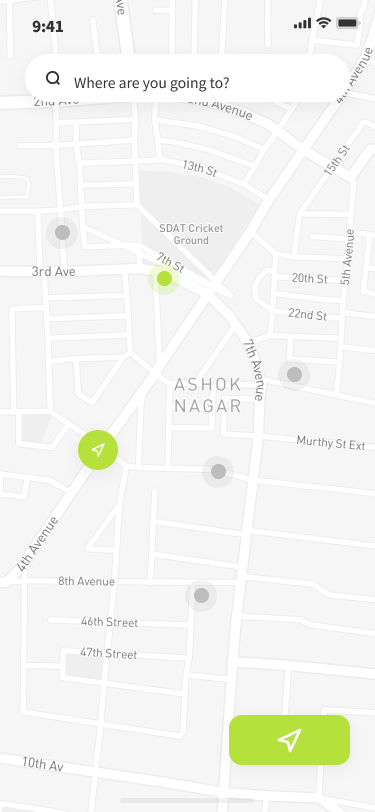 9:41
Ave
Where are you going to?
2nd Ave
2nd Avenue
4th Avenue
13th St
15th St
SDAT Cricket
Ground
7th St
5th Avenue
3rd Ave
20th St
22nd St
7th Avenue
ASHOK
NAGAR
Murthy St Ext
4th Avenue
8th Avenue
46th Street
47th Street
10th Av